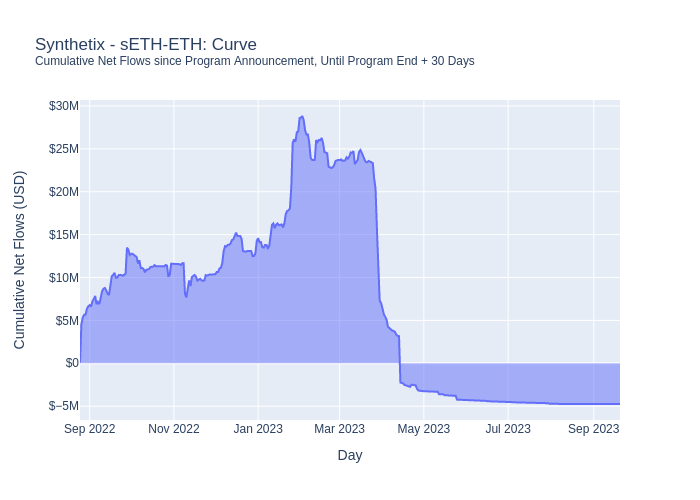 Synthetix - sETH-ETH: Curve
Cumulative Net Flows since Program Announcement, Until Program End + 30 Days
Cumulative Net Flows (USD)
$30M
$25M
$20M
$15M
$10M
$5M
$0
$−5M
Sep 2022 Nov 2022 Jan 2023 Mar 2023 May 2023 Jul 2023 Sep 2023
Day